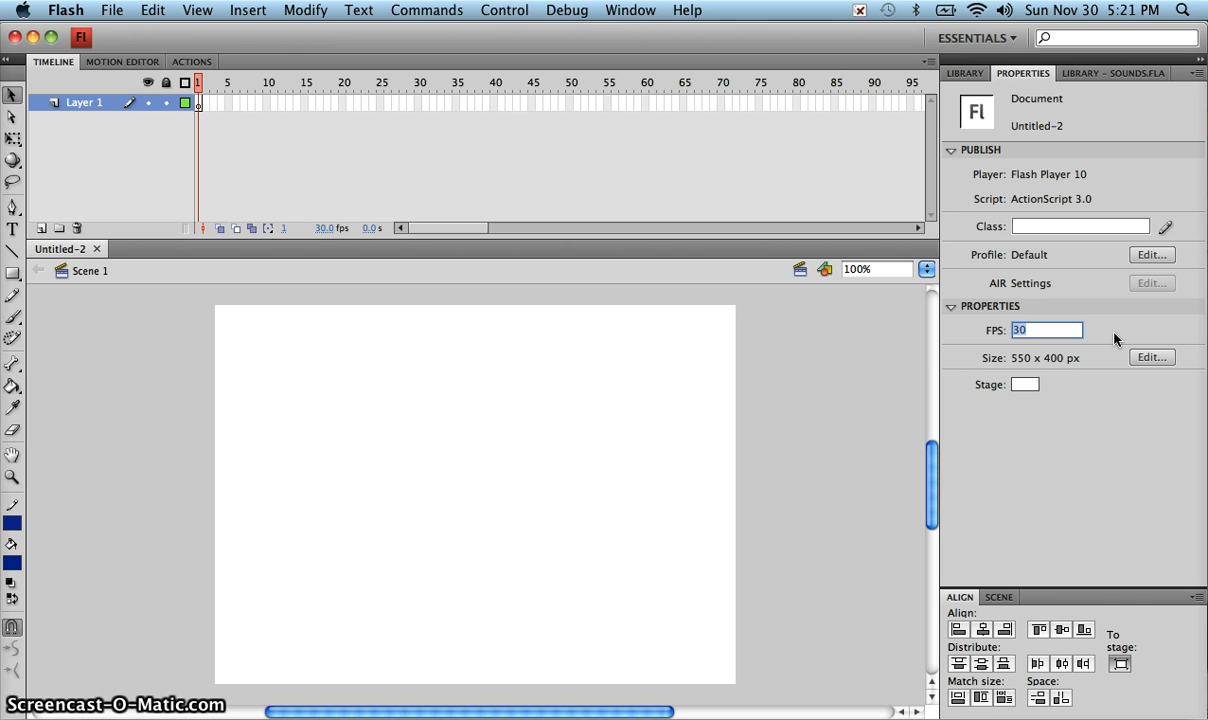 Flash File Edit View Insert Modify Text Commands Control Debug Window Help Sun Nov 30 5:21 PM
Fl ESSENTIALS
TIMELINE MOTION EDITOR ACTIONS
LIBRARY PROPERTIES LIBRARY - SOUNDS.FLA
1 5 10 15 20 25 30 35 40 45 50 55 60 65 70 75 80 85 90 95
Layer 1
Fl
Document
Untitled-2
PUBLISH
Player: Flash Player 10
Script: ActionScript 3.0
Class:
1 30.0 fps 0.0 s
Untitled-2
Profile: Default Edit...
Scene 1 100%
AIR Settings Edit...
PROPERTIES
FPS: 30
Size: 550 x 400 px Edit...
Stage:
T
ALIGN SCENE
Align:
To
stage:
Distribute:
Match size: Space:
Screencast-O-Matic.com